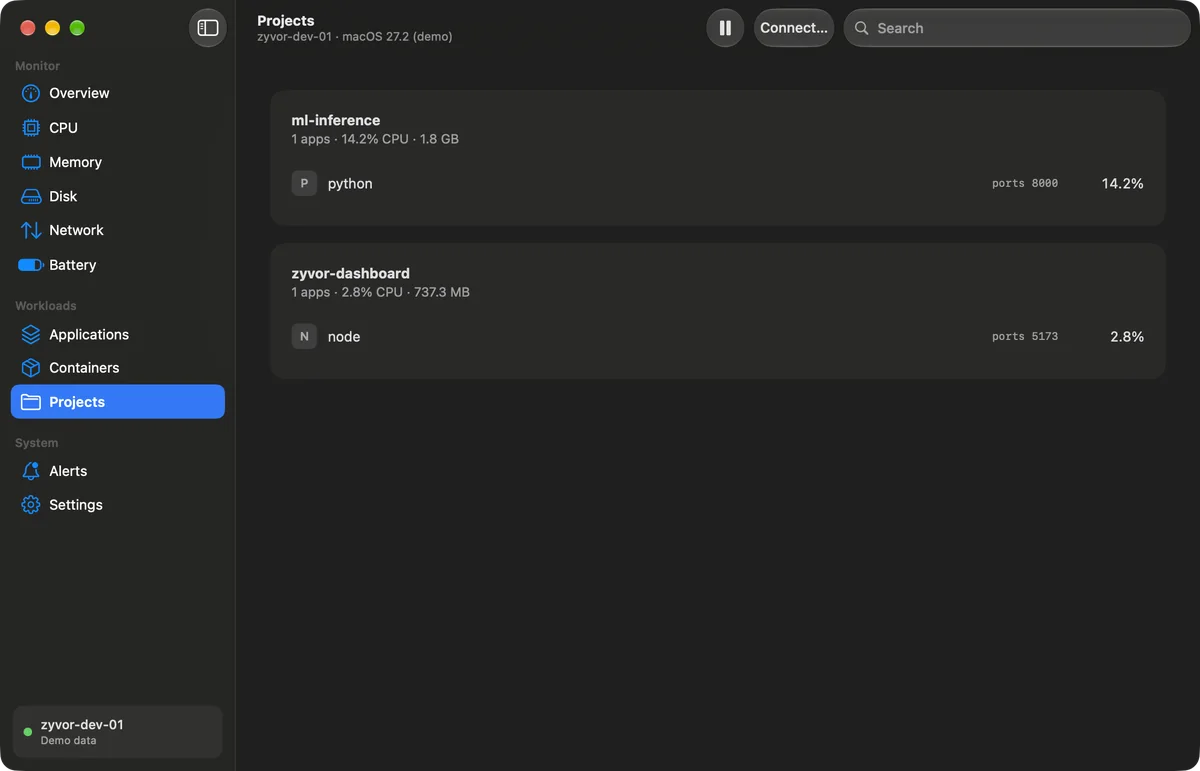 Projects
zyvor-dev-01 · macOS 27.2 (demo)
Connect...
Search
Monitor
Overview
CPU
Memory
Disk
Network
Battery
Workloads
Applications
Containers
Projects
System
Alerts
Settings
zyvor-dev-01
Demo data
ml-inference
1 apps · 14.2% CPU · 1.8 GB
P python ports 8000 14.2%
zyvor-dashboard
1 apps · 2.8% CPU · 737.3 MB
N node ports 5173 2.8%